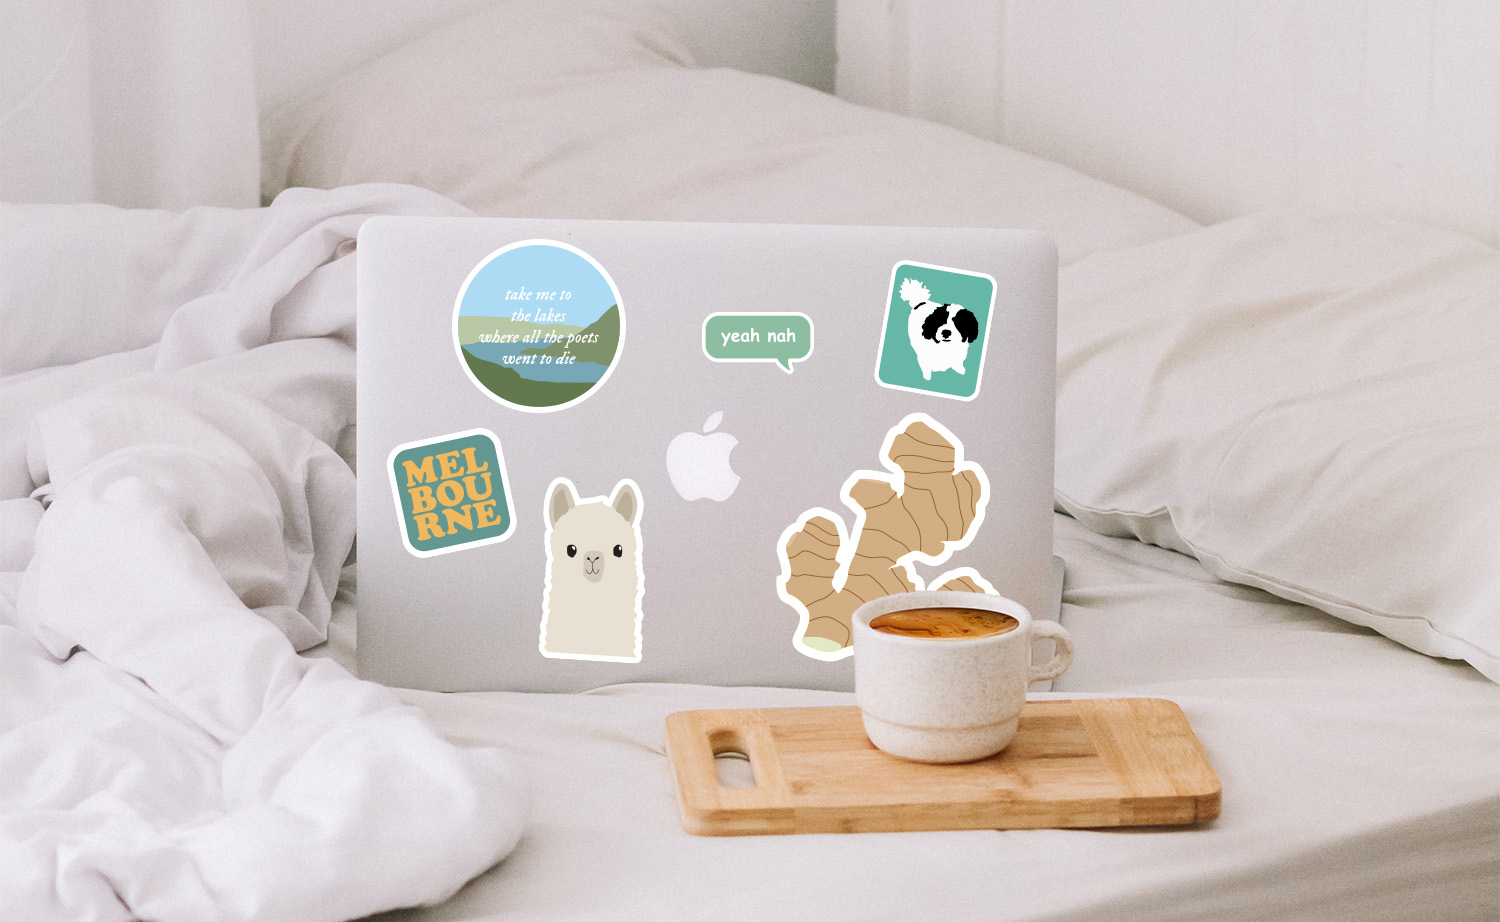 take me to
the lakes
where all the poets
went to die
yeah nah
MEL
BOU
RNE